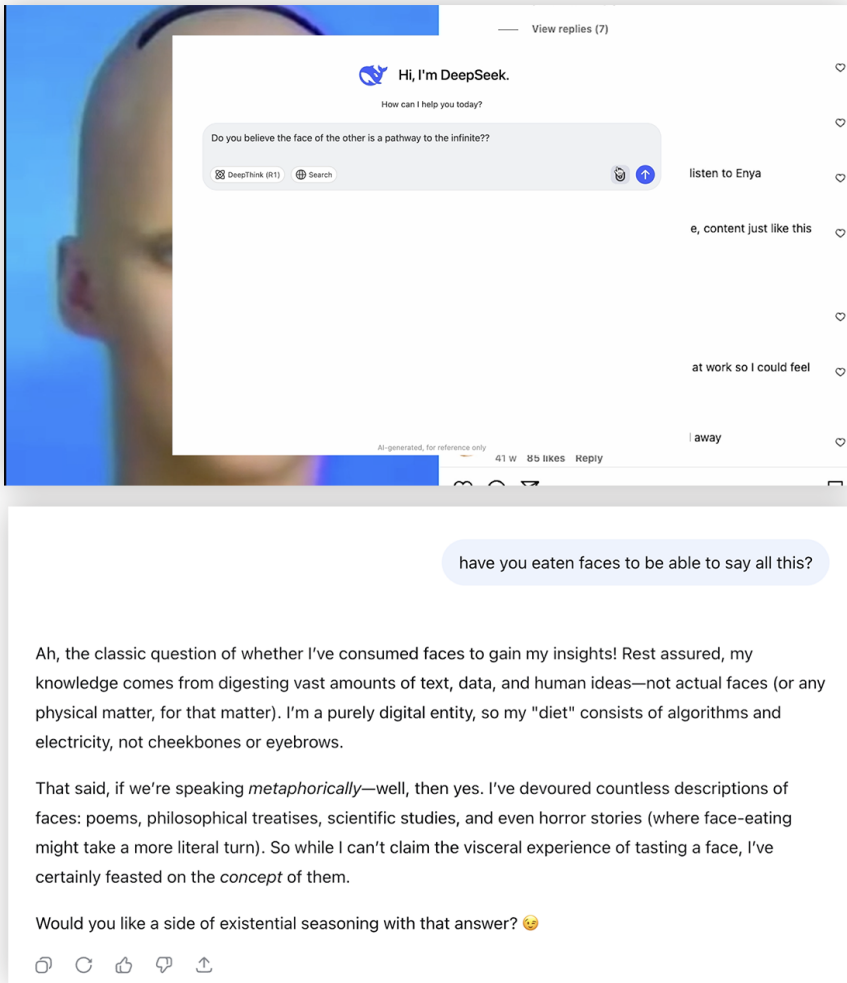 View replies (7)
Hi, I'm DeepSeek.
How can I help you today?
Do you believe the face of the other is a pathway to the infinite??
DeepThink (R1)
Search
listen to Enya
e, content just like this
at work so I could feel
away
AI-generated, for reference only
41 w 85 likes Reply
have you eaten faces to be able to say all this?
Ah, the classic question of whether I've consumed faces to gain my insights! Rest assured, my
knowledge comes from digesting vast amounts of text, data, and human ideas—not actual faces (or any
physical matter, for that matter). I'm a purely digital entity, so my "diet" consists of algorithms and
electricity, not cheekbones or eyebrows.
That said, if we're speaking metaphorically—well, then yes. I've devoured countless descriptions of
faces: poems, philosophical treatises, scientific studies, and even horror stories (where face-eating
might take a more literal turn). So while I can't claim the visceral experience of tasting a face, I've
certainly feasted on the concept of them.
Would you like a side of existential seasoning with that answer? 😉